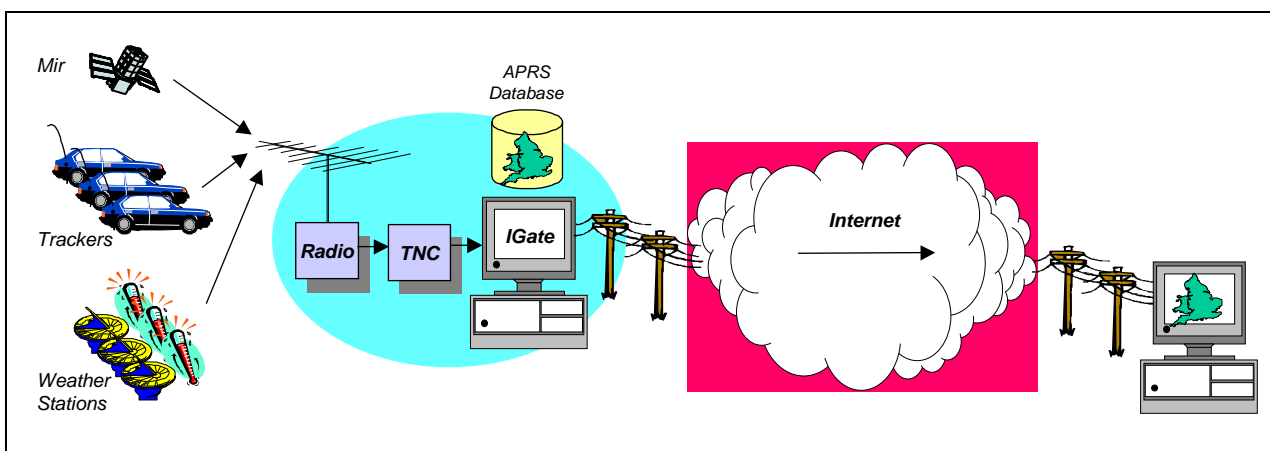 Mir
Trackers
Weather
Stations
APRS
Database
Radio
TNC
IGate
Internet